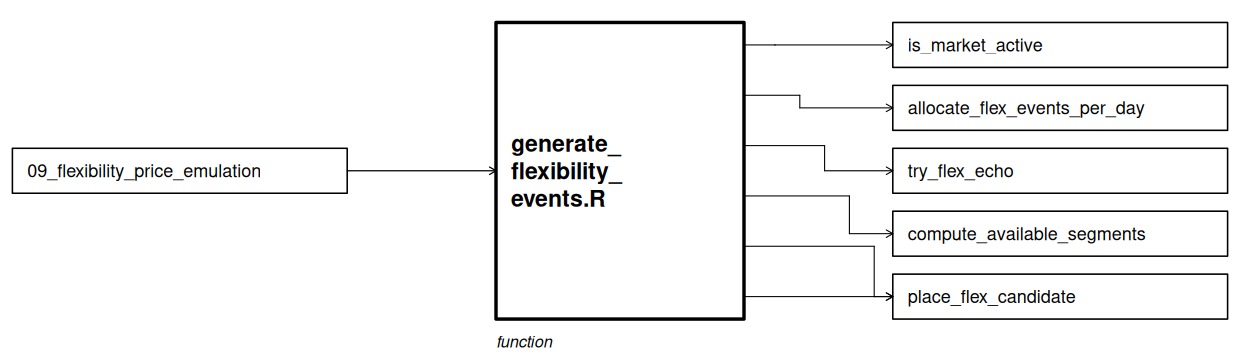 09_flexibility_price_emulation
generate_
flexibility_
events.R
function
is_market_active
allocate_flex_events_per_day
try_flex_echo
compute_available_segments
place_flex_candidate